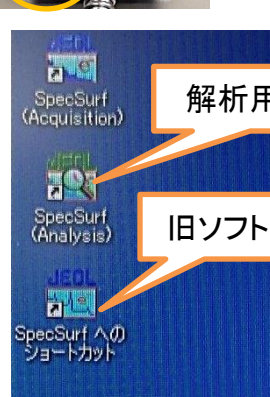 JEOL
SpecSurf
(Acquisition)
解析用
JEOL
SpecSurf
(Analysis)
旧ソフト
JEOL
SpecSurf への
ショートカット